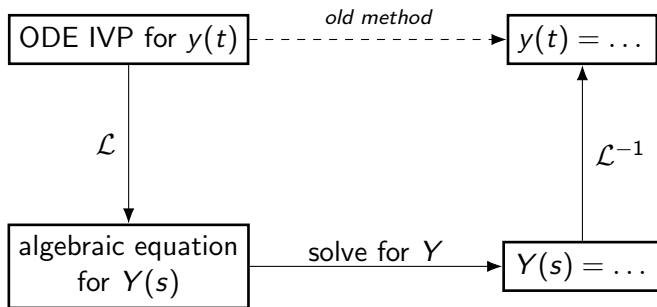 ODE IVP for y(t)
old method
y(t) = ...
ℒ
ℒ⁻¹
algebraic equation
for Y(s)
solve for Y
Y(s) = ...